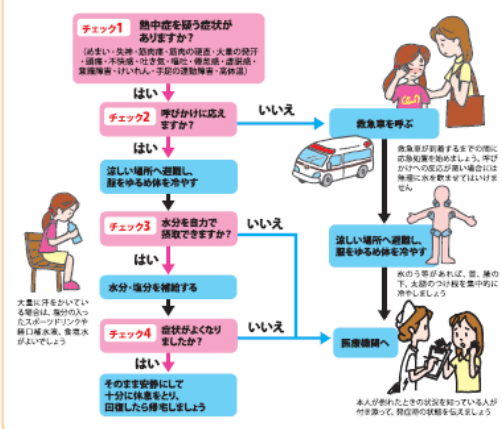 チェック1
熱中症を疑う症状が
ありますか?
(めまい・失神・筋肉痛・筋肉の硬直・大量の発汗
・頭痛・不快感・吐き気・嘔吐・倦怠感・虚脱感・
意識障害・けいれん・手足の運動障害・高体温)
はい
チェック2
呼びかけに応え
ますか?
いいえ
救急車を呼ぶ
はい
救急車が到着するまでの間に
応急処置を始めましょう。呼び
かけへの反応が悪い場合には
無理に水を飲ませてはいけま
せん
涼しい場所へ避難し、
服をゆるめ体を冷やす
チェック3
水分を自力で
摂取できますか?
いいえ
涼しい場所へ避難し、
服をゆるめ体を冷やす
はい
氷のう等があれば、首、腋の
下、太腿のつけ根を集中的に
冷やしましょう
大量に汗をかいてい
る場合は、塩分の入っ
たスポーツドリンクや
経口補水液、食塩水
がよいでしょう
水分・塩分を補給する
チェック4
症状がよくなり
ましたか?
いいえ
医療機関へ
はい
そのまま安静にして
十分に休息をとり、
回復したら帰宅しましょう
本人が倒れたときの状況を知っている人が
付き添って、発症時の状態を伝えましょう